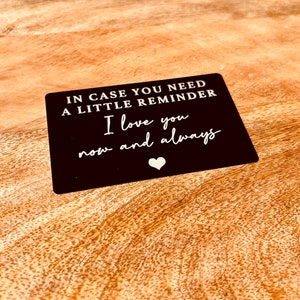 IN CASE YOU NEED
A LITTLE REMINDER
I love you
now and always